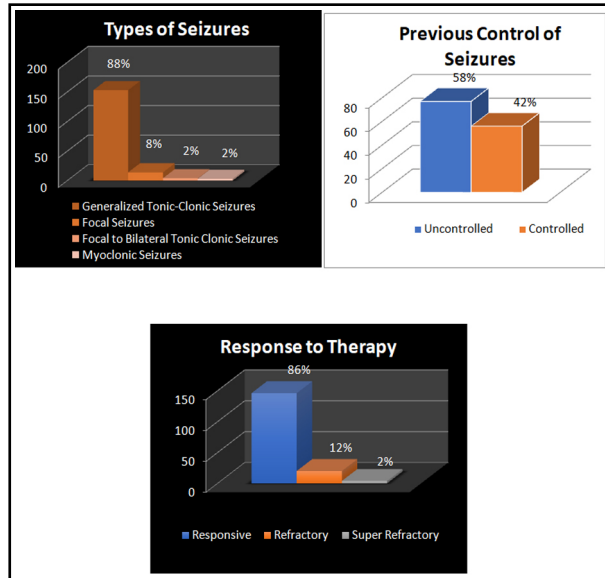 Types of Seizures
88%
200
150
100
50
0
8%
2%
2%
Generalized Tonic-Clonic Seizures
Focal Seizures
Focal to Bilateral Tonic Clonic Seizures
Myoclonic Seizures
Previous Control of
Seizures
58%
42%
80
60
40
20
0
Uncontrolled Controlled
Response to Therapy
86%
150
100
50
0
12%
2%
Responsive Refractory Super Refractory